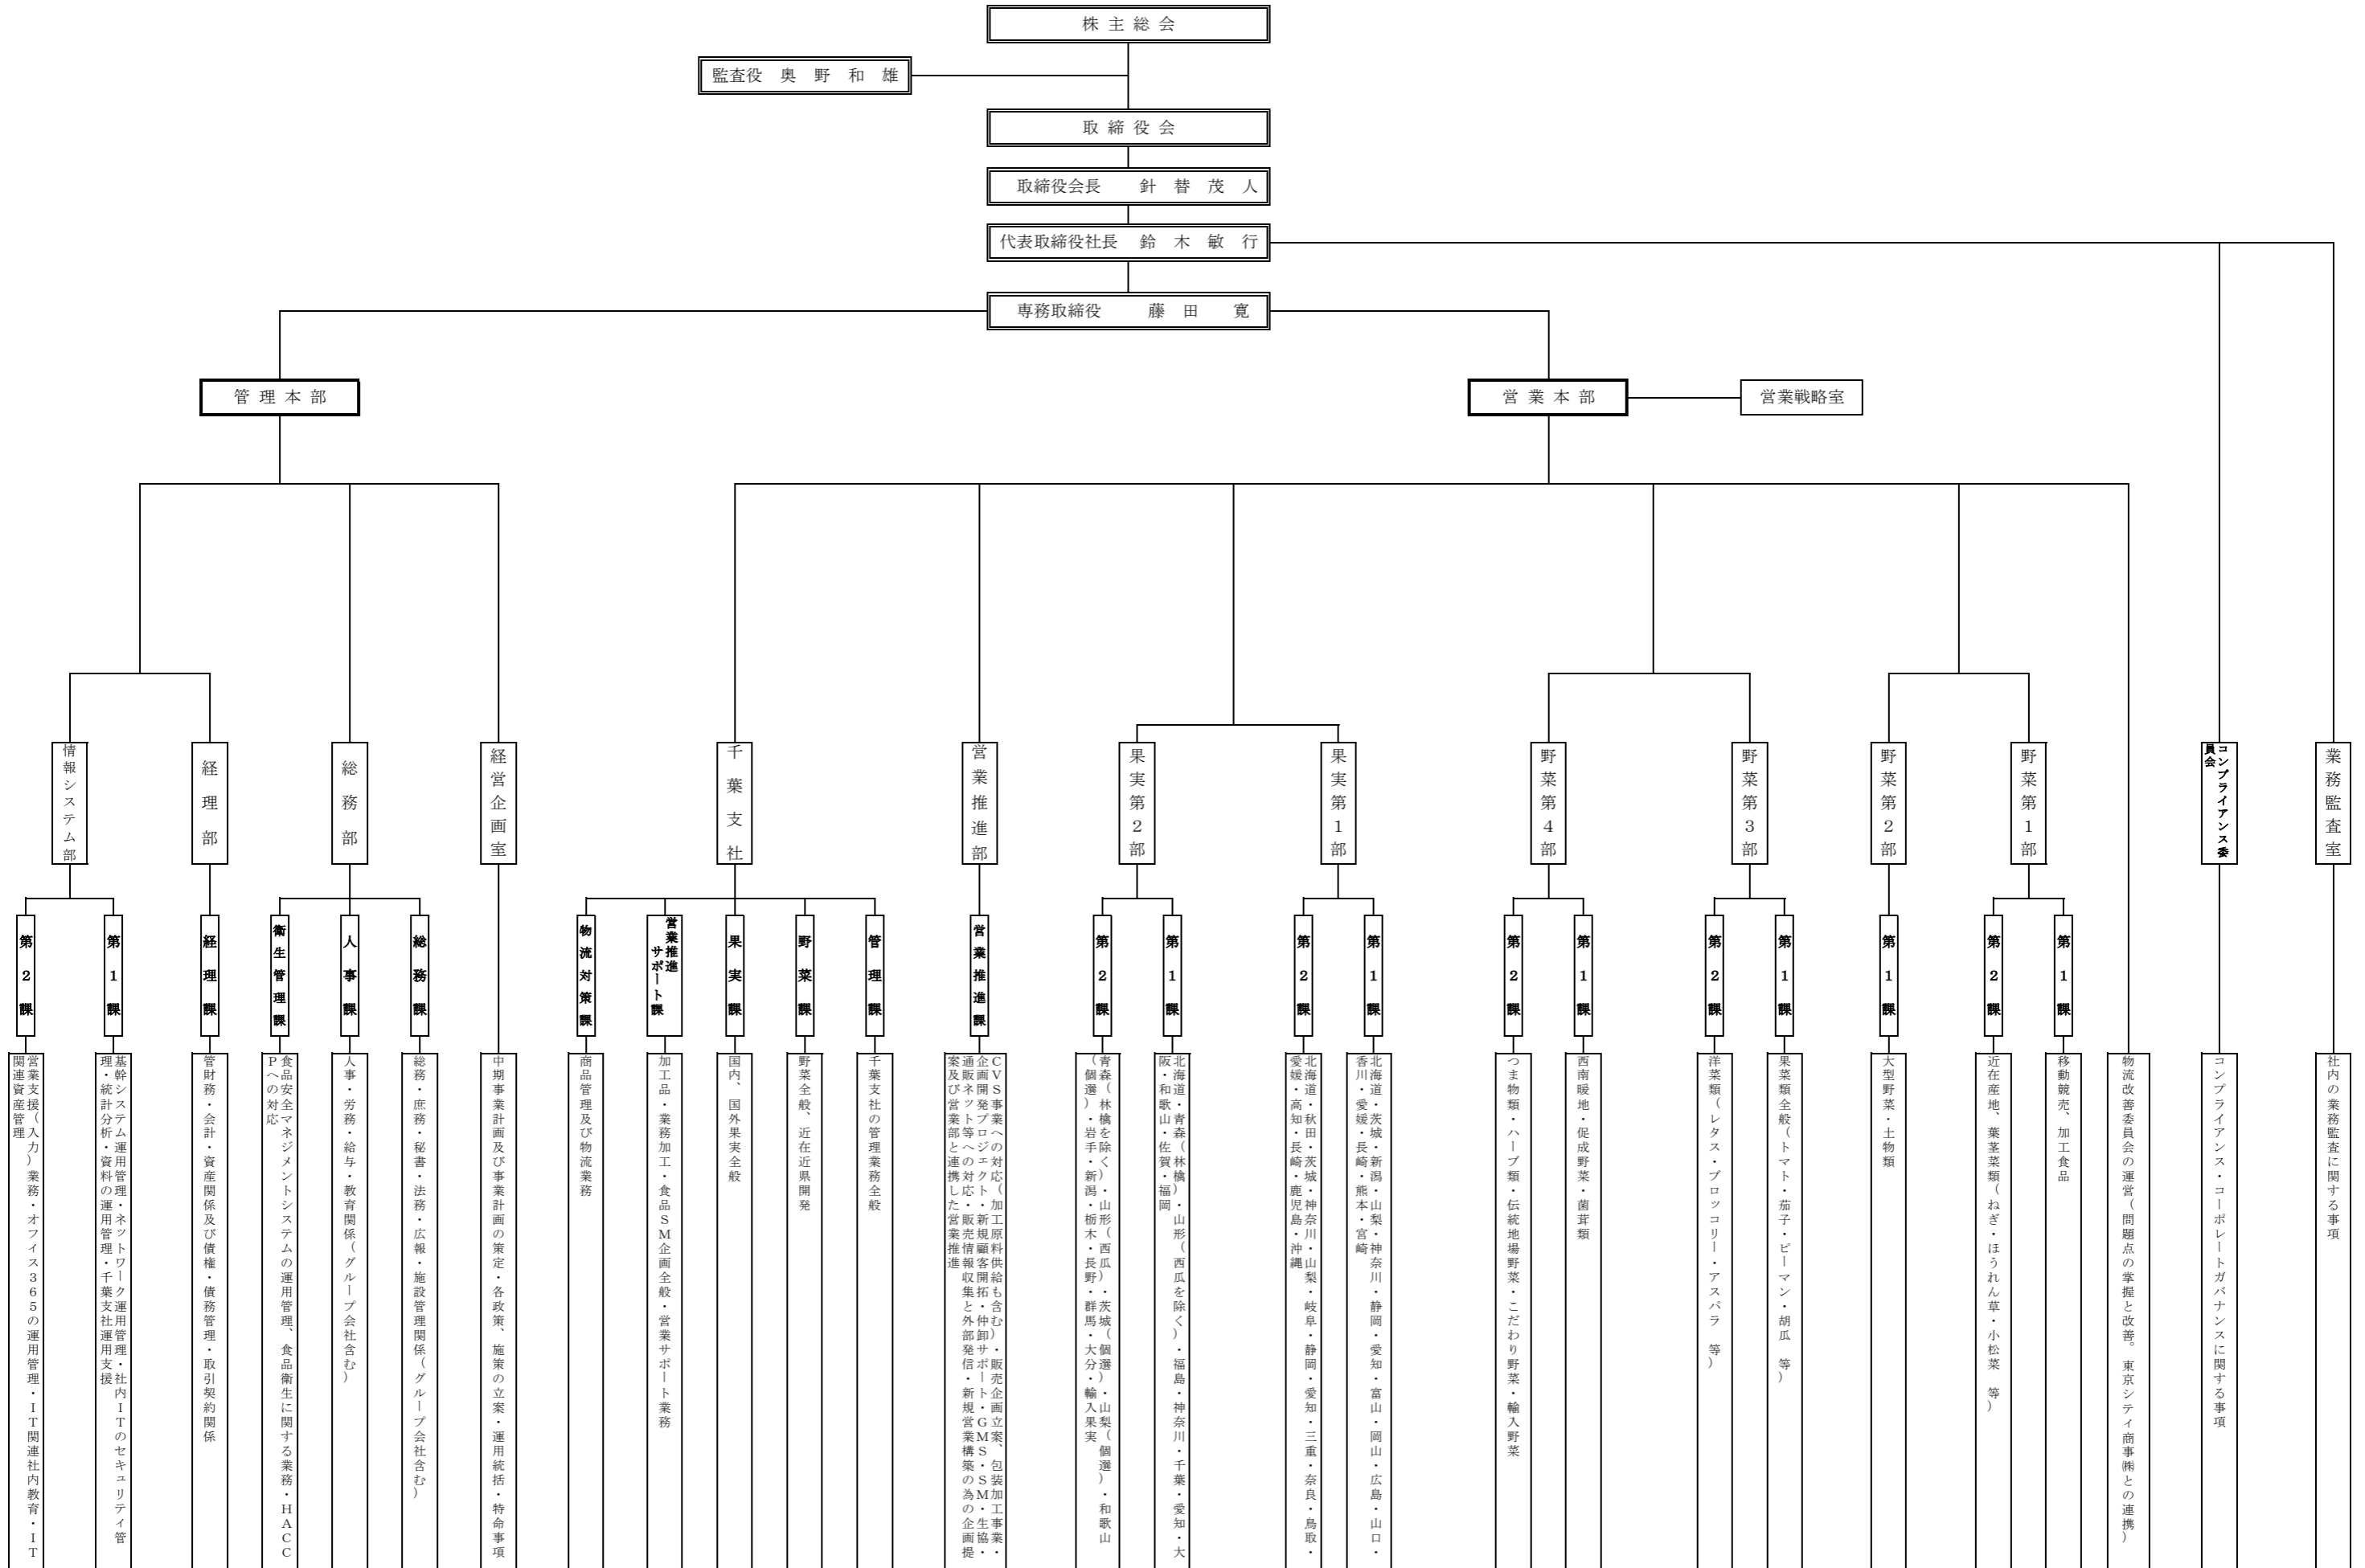 株主総会
監査役　奥　野　和　雄
取締役会
取締役会長　　針　替　茂　人
代表取締役社長　鈴　木　敏　行
専務取締役　　藤　田　　寛
管理本部
営業本部
営業戦略室
情報システム部
経理部
総務部
経営企画室
千葉支社
営業推進部
果実第２部
果実第１部
野菜第４部
野菜第３部
野菜第２部
野菜第１部
コンプライアンス委
員会
業務監査室
第２課
第１課
経理課
衛生管理課
人事課
総務課
物流対策課
営業推進
サポート課
果実課
野菜課
管理課
営業推進課
第２課
第１課
第２課
第１課
第２課
第１課
第２課
第１課
第１課
第２課
第１課
営業支援（入力）業務・オフイス３６５の運用管理・ＩＴ関連社内教育・ＩＴ
関連資産管理
基幹システム運用管理・ネットワーク運用管理・社内ＩＴのセキュリテイ管
理・統計分析・資料の運用管理・千葉支社運用支援
管財務・会計・資産関係及び債権・債務管理・取引契約関係
食品安全マネジメントシステムの運用管理、食品衛生に関する業務・ＨＡＣＣ
Ｐへの対応
人事・労務・給与・教育関係（グループ会社含む）
総務・庶務・秘書・法務・広報・施設管理関係（グループ会社含む）
中期事業計画及び事業計画の策定・各政策、施策の立案・運用統括・特命事項
商品管理及び物流業務
加工品・業務加工・食品ＳＭ企画全般・営業サポート業務
国内、国外果実全般
野菜全般、近在近県開発
千葉支社の管理業務全般
ＣＶＳ事業への対応（加工原料供給も含む）・販売企画立案、包装加工事業・
企画開発プロジェクト・新規顧客開拓・仲卸サポート・ＧＭＳ・ＳＭ・生協・
通販ネット等への対応・販売情報収集と外部発信・新規営業構築の為の企画提
案及び営業部と連携した営業推進
青森（林檎を除く）・山形（西瓜）・茨城（個選）・山梨（個選）・和歌山
（個選）・岩手・新潟・栃木・長野・群馬・大分・輸入果実
北海道・青森（林檎）・山形（西瓜を除く）・福島・神奈川・千葉・愛知・大
阪・和歌山・佐賀・福岡
北海道・秋田・茨城・神奈川・山梨・岐阜・静岡・愛知・三重・奈良・鳥取・
愛媛・高知・長崎・鹿児島・沖縄
北海道・茨城・新潟・山梨・神奈川・静岡・愛知・富山・岡山・広島・山口・
香川・愛媛・長崎・熊本・宮崎
つま物類・ハーブ類・伝統地場野菜・こだわり野菜・輸入野菜
西南暖地・促成野菜・菌茸類
洋菜類（レタス・ブロッコリー・アスパラ　等）
果菜類全般（トマト・茄子・ピーマン・胡瓜　等）
大型野菜・土物類
近在産地、葉茎菜類（ねぎ・ほうれん草・小松菜　等）
移動競売、加工食品
物流改善委員会の運営（問題点の掌握と改善。東京シティ商事㈱との連携）
コンプライアンス・コーポレートガバナンスに関する事項
社内の業務監査に関する事項